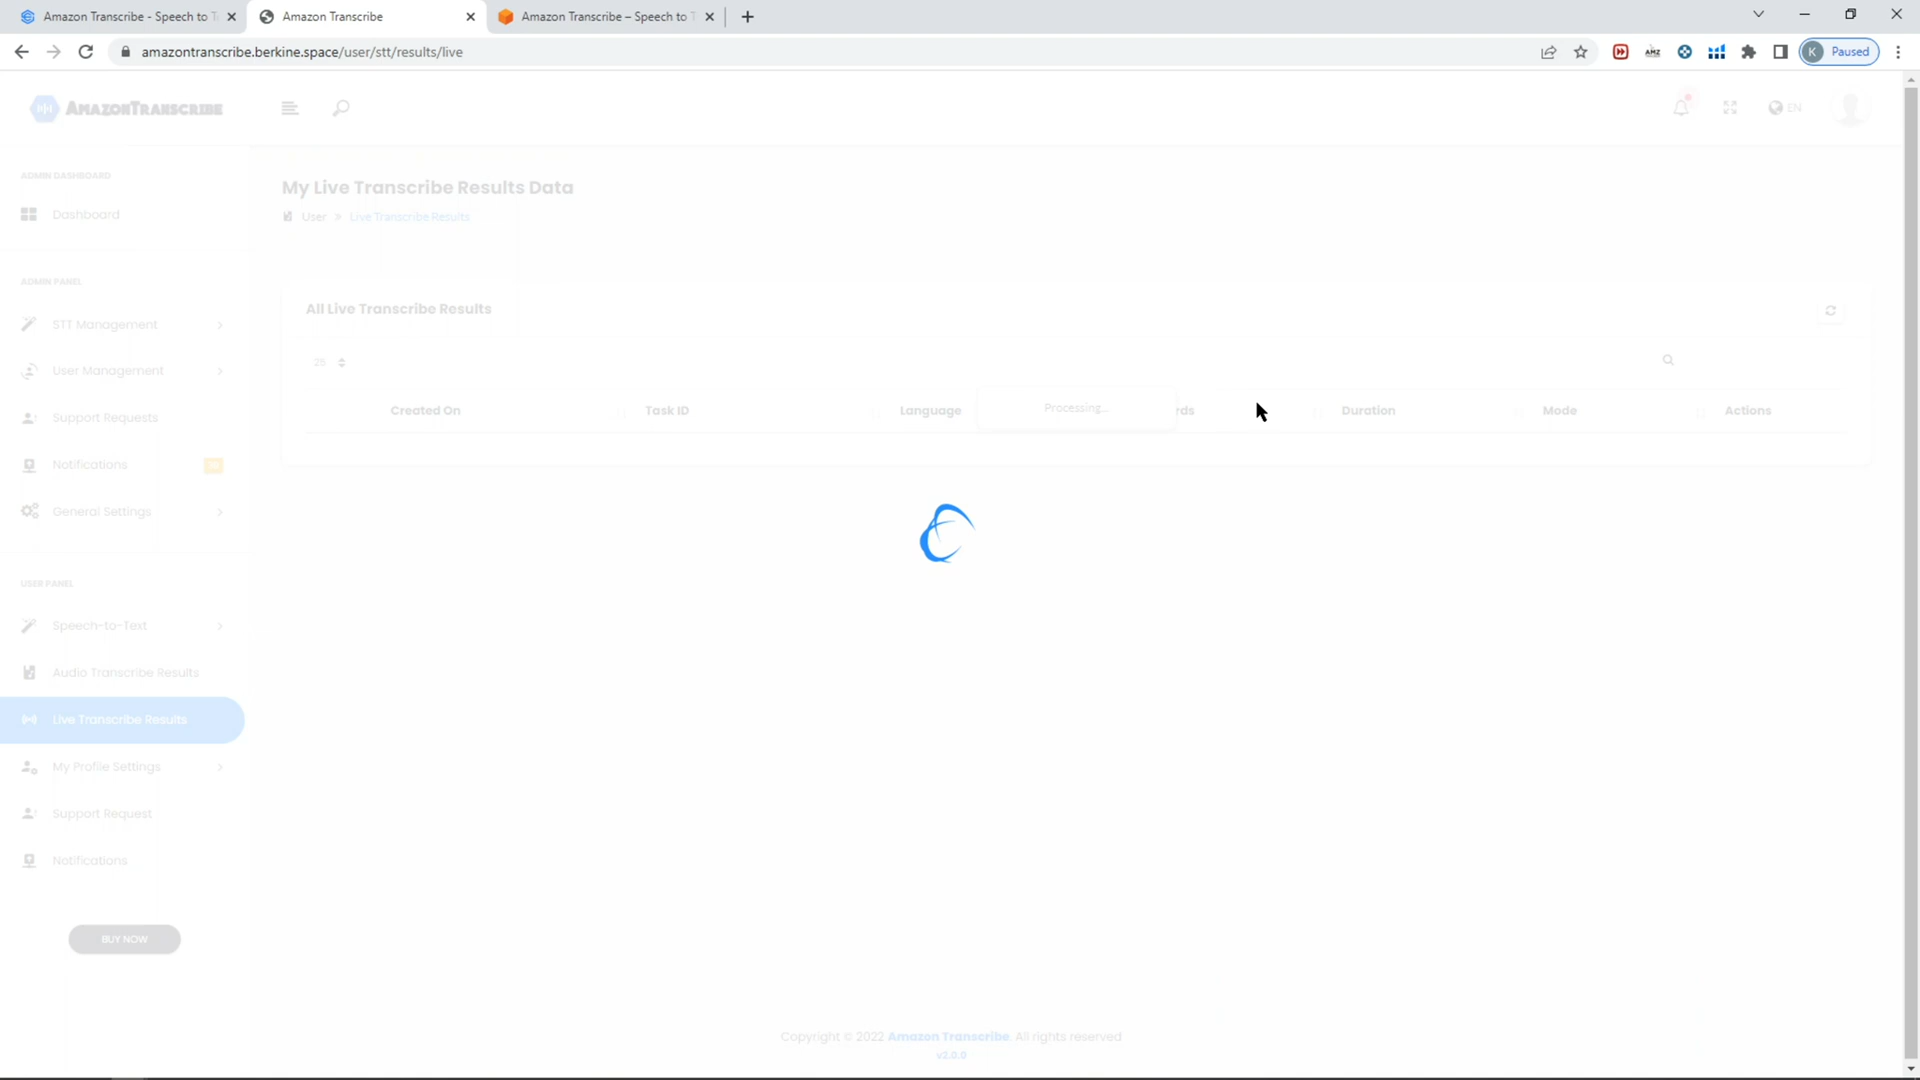 Amazon Transcribe - Speech to T
Amazon Transcribe
Amazon Transcribe – Speech to T
amazontranscribe.berkine.space/user/stt/results/live
AMZ
K Paused
AMAZONTRANSCRIBE
EN
ADMIN DASHBOARD
Dashboard
ADMIN PANEL
STT Management
User Management
Support Requests
Notifications
General Settings
USER PANEL
Speech-to-Text
Audio Transcribe Results
Live Transcribe Results
My Profile Settings
Support Request
Notifications
BUY NOW
My Live Transcribe Results Data
User » Live Transcribe Results
All Live Transcribe Results
25
Created On Task ID Language Processing... rds Duration Mode Actions
Copyright © 2022 Amazon Transcribe. All rights reserved
v2.0.0